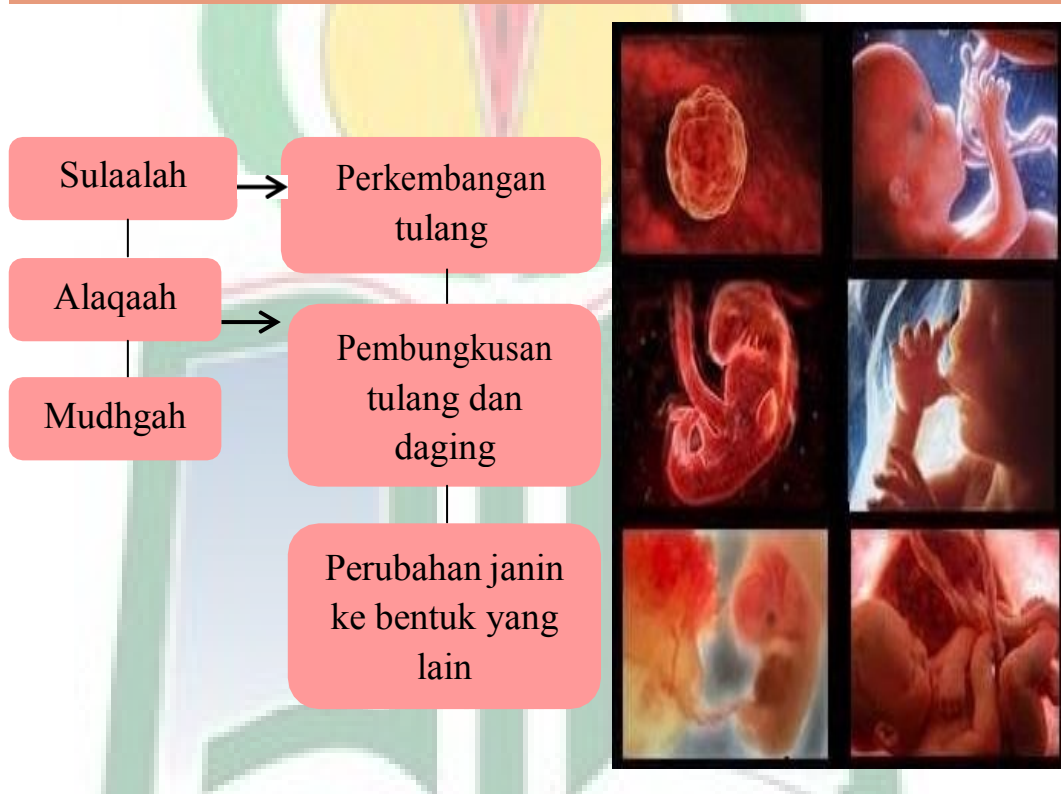 Sulaalah
Alaqaah
Mudhgah
Perkembangan
tulang
Pembungkusan
tulang dan
daging
Perubahan janin
ke bentuk yang
lain